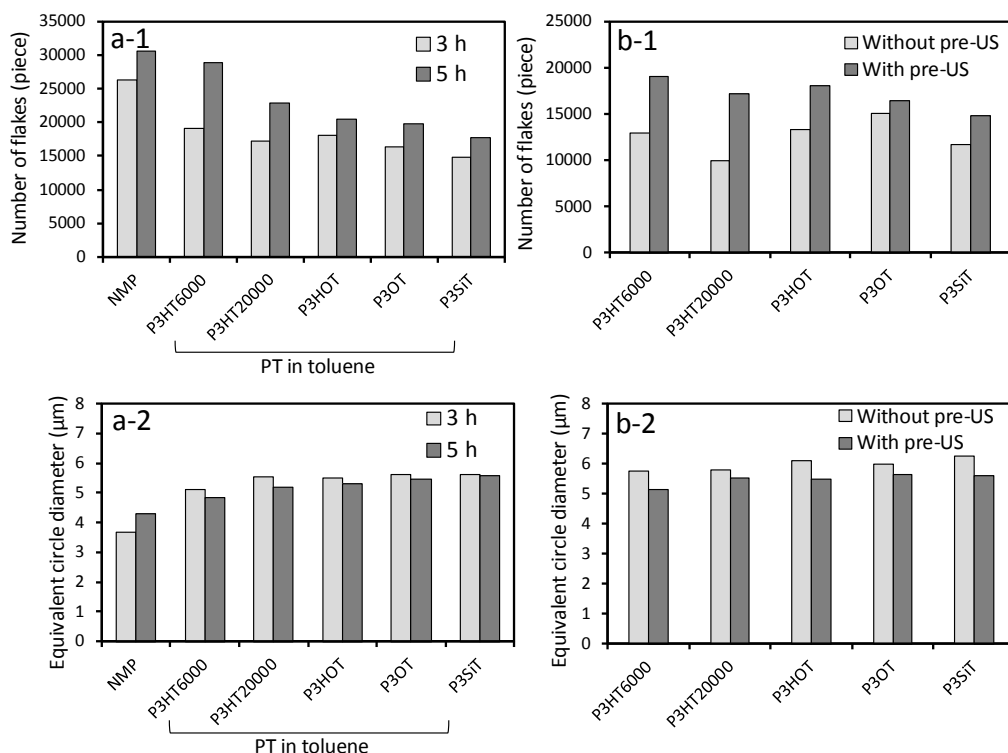 a-1
Number of flakes (piece)
35000
30000
25000
20000
15000
10000
5000
0
3 h
5 h
NMP
P3HT6000
P3HT20000
P3HOT
P3OT
P3SiT
PT in toluene
b-1
Number of flakes (piece)
25000
20000
15000
10000
5000
0
Without pre-US
With pre-US
P3HT6000
P3HT20000
P3HOT
P3OT
P3SiT
a-2
Equivalent circle diameter (µm)
8
7
6
5
4
3
2
1
0
3 h
5 h
NMP
P3HT6000
P3HT20000
P3HOT
P3OT
P3SiT
PT in toluene
b-2
Equivalent circle diameter (µm)
8
7
6
5
4
3
2
1
0
Without pre-US
With pre-US
P3HT6000
P3HT20000
P3HOT
P3OT
P3SiT